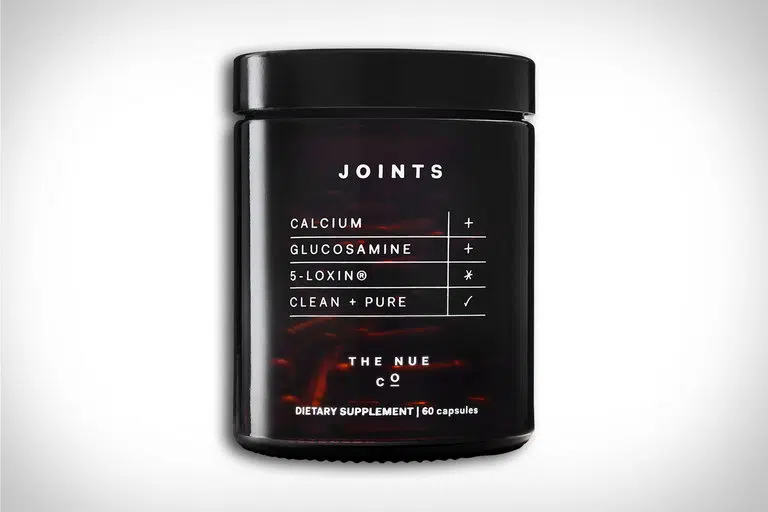 JOINTS
CALCIUM +
GLUCOSAMINE +
5-LOXIN® *
CLEAN + PURE ✓
THE NUE
CO
DIETARY SUPPLEMENT | 60 capsules